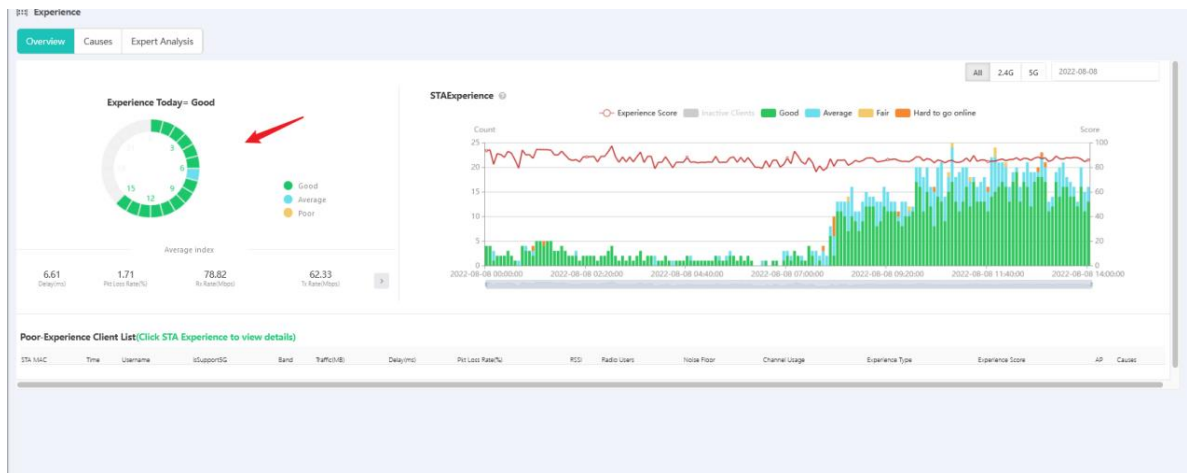 Experience
Overview Causes Expert Analysis
All 2.4G 5G 2022-08-08
Experience Today= Good
3
6
9
12
15
Good
Average
Poor
Average index
6.61 1.71 78.82 62.33
Delay(ms) Pkt Loss Rate(%) Rx Rate(Mbps) Tx Rate(Mbps)
STAExperience
Experience Score Inactive Clients Good Average Fair Hard to go online
Count Score
25 100
20 80
15 60
10 40
5 20
0 0
2022-08-08 00:00:00 2022-08-08 02:20:00 2022-08-08 04:40:00 2022-08-08 07:00:00 2022-08-08 09:20:00 2022-08-08 11:40:00 2022-08-08 14:00:00
Poor-Experience Client List(Click STA Experience to view details)
STA MAC Time Username isSupport5G Band Traffic(MB) Delay(ms) Pkt Loss Rate(%) RSSI Radio Users Noise Floor Channel Usage Experience Type Experience Score AP Causes